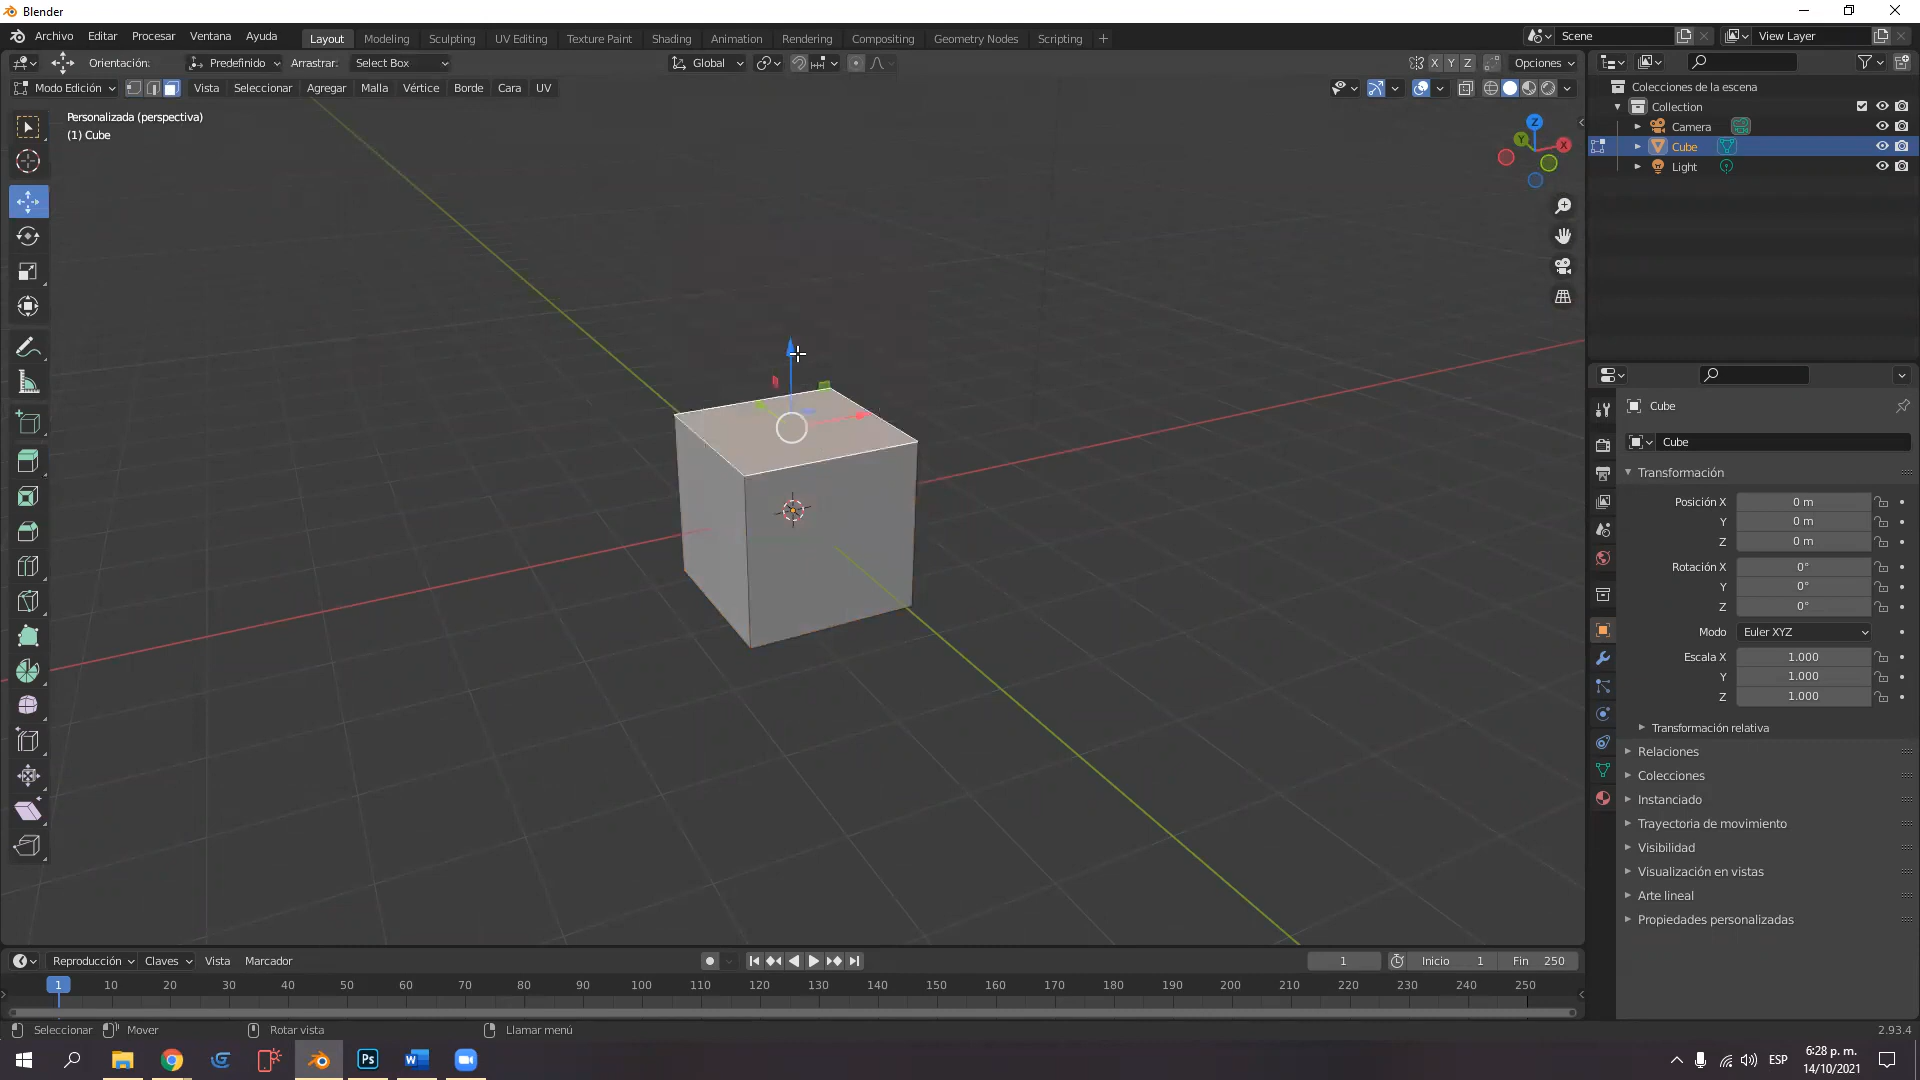 Blender
Archivo Editar Procesar Ventana Ayuda Layout Modeling Sculpting UV Editing Texture Paint Shading Animation Rendering Compositing Geometry Nodes Scripting + Scene View Layer
Orientación: Predefinido Arrastrar: Select Box Global X Y Z Opciones
Modo Edición Vista Seleccionar Agregar Malla Vértice Borde Cara UV
Personalizada (perspectiva)
(1) Cube
Z
Y
X
Colecciones de la escena
Collection
Camera
Cube
Light
Cube
Cube
Transformación
Posición X 0 m
Y 0 m
Z 0 m
Rotación X 0°
Y 0°
Z 0°
Modo Euler XYZ
Escala X 1.000
Y 1.000
Z 1.000
Transformación relativa
Relaciones
Colecciones
Instanciado
Trayectoria de movimiento
Visibilidad
Visualización en vistas
Arte lineal
Propiedades personalizadas
Reproducción Claves Vista Marcador 1 Inicio 1 Fin 250
1 10 20 30 40 50 60 70 80 90 100 110 120 130 140 150 160 170 180 190 200 210 220 230 240 250
Seleccionar Mover Rotar vista Llamar menú 2.93.4
Ps W ESP 6:28 p. m.
14/10/2021